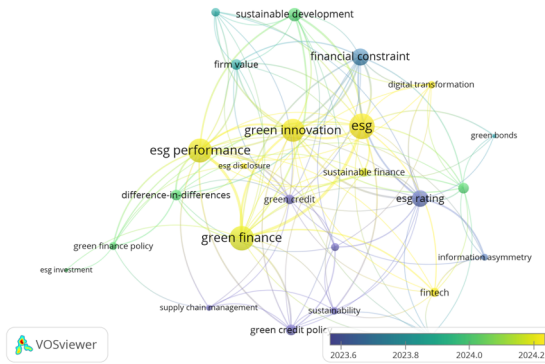 sustainable development
financial constraint
firm value
digital transformation
esg
green innovation
green bonds
esg performance
esg disclosure
sustainable finance
difference-in-differences
green credit
esg rating
green finance
green finance policy
information asymmetry
esg investment
fintech
supply chain management
sustainability
green credit polic
VOSviewer
2023.6 2023.8 2024.0 2024.2